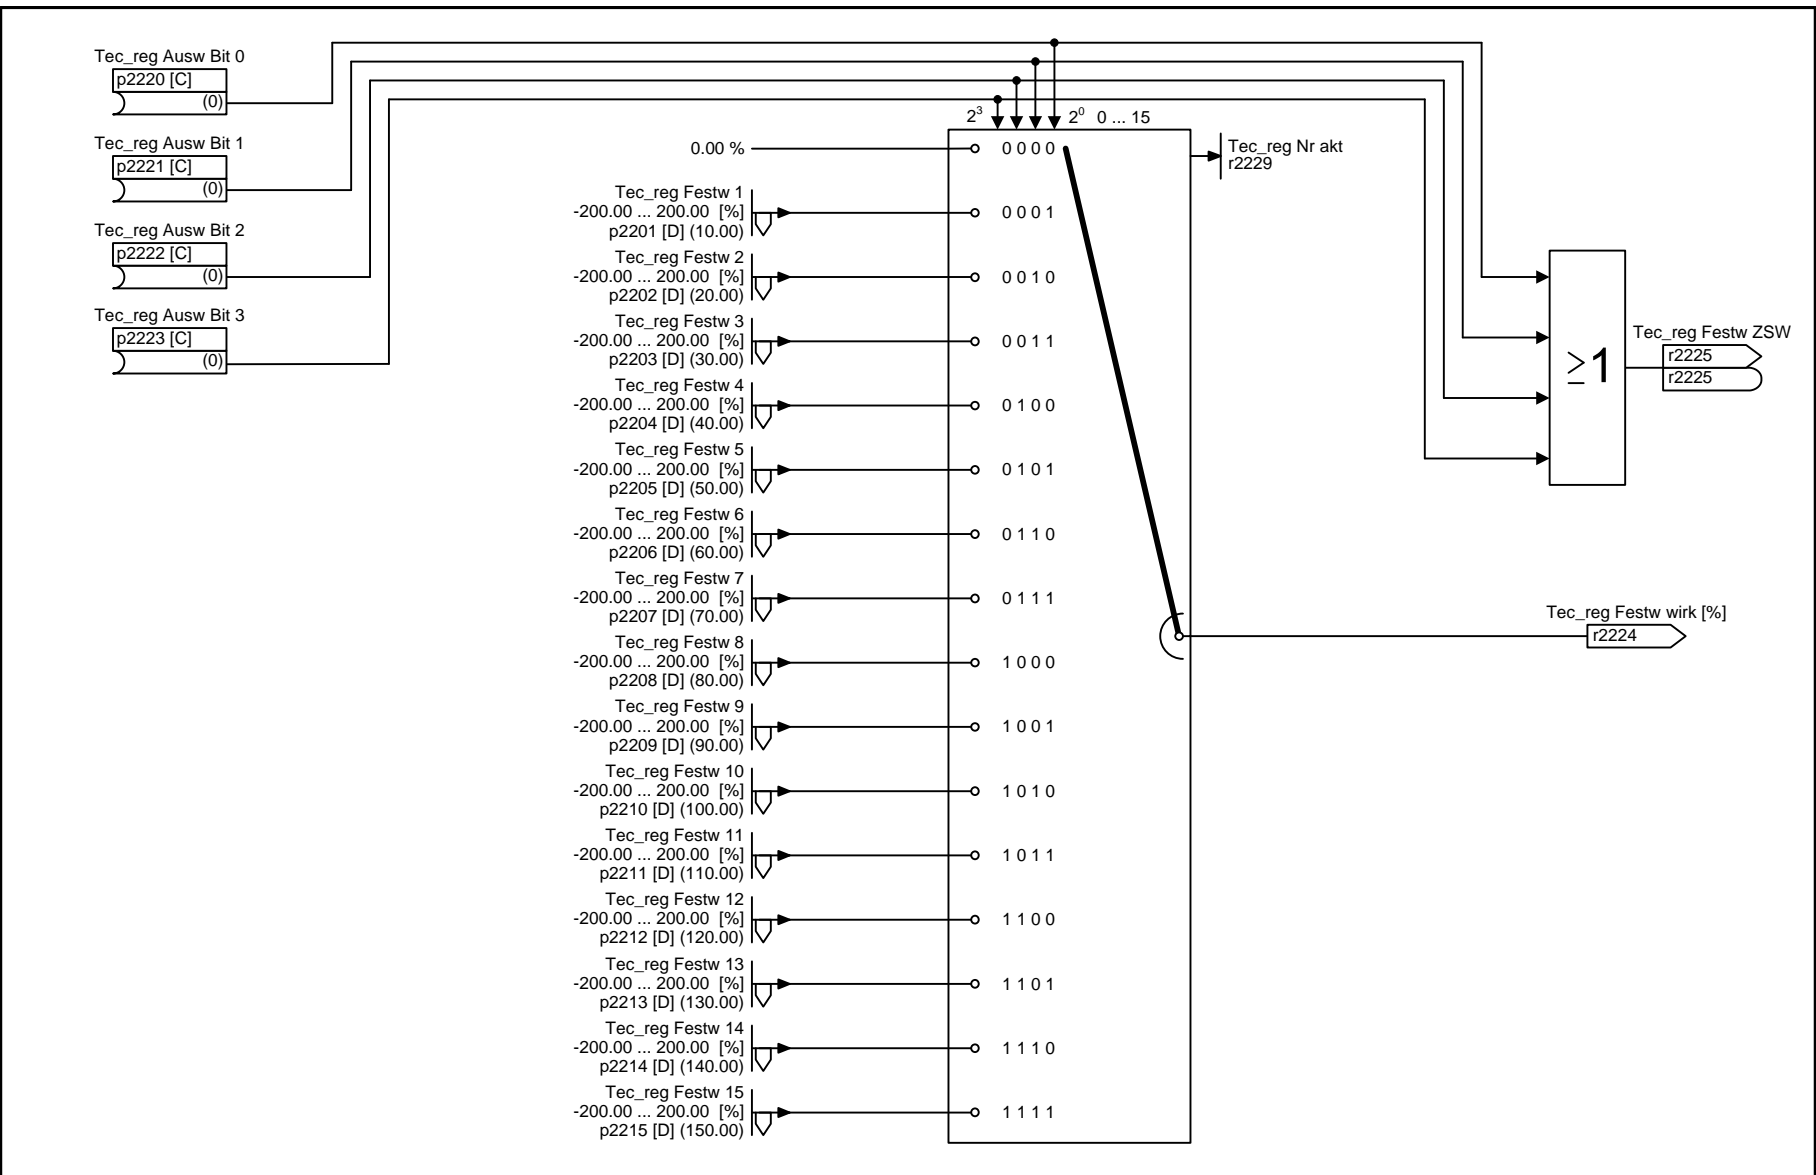 Tec_reg Ausw Bit 0
p2220 [C]
(0)
Tec_reg Ausw Bit 1
p2221 [C]
(0)
Tec_reg Ausw Bit 2
p2222 [C]
(0)
Tec_reg Ausw Bit 3
p2223 [C]
(0)
2³ 2⁰ 0 ... 15
0.00 % 0 0 0 0
Tec_reg Nr akt
r2229
Tec_reg Festw 1
-200.00 ... 200.00 [%] 0 0 0 1
p2201 [D] (10.00)
Tec_reg Festw 2
-200.00 ... 200.00 [%] 0 0 1 0
p2202 [D] (20.00)
Tec_reg Festw 3
-200.00 ... 200.00 [%] 0 0 1 1
p2203 [D] (30.00)
Tec_reg Festw 4
-200.00 ... 200.00 [%] 0 1 0 0
p2204 [D] (40.00)
Tec_reg Festw 5
-200.00 ... 200.00 [%] 0 1 0 1
p2205 [D] (50.00)
Tec_reg Festw 6
-200.00 ... 200.00 [%] 0 1 1 0
p2206 [D] (60.00)
Tec_reg Festw 7
-200.00 ... 200.00 [%] 0 1 1 1
p2207 [D] (70.00)
Tec_reg Festw 8
-200.00 ... 200.00 [%] 1 0 0 0
p2208 [D] (80.00)
Tec_reg Festw 9
-200.00 ... 200.00 [%] 1 0 0 1
p2209 [D] (90.00)
Tec_reg Festw 10
-200.00 ... 200.00 [%] 1 0 1 0
p2210 [D] (100.00)
Tec_reg Festw 11
-200.00 ... 200.00 [%] 1 0 1 1
p2211 [D] (110.00)
Tec_reg Festw 12
-200.00 ... 200.00 [%] 1 1 0 0
p2212 [D] (120.00)
Tec_reg Festw 13
-200.00 ... 200.00 [%] 1 1 0 1
p2213 [D] (130.00)
Tec_reg Festw 14
-200.00 ... 200.00 [%] 1 1 1 0
p2214 [D] (140.00)
Tec_reg Festw 15
-200.00 ... 200.00 [%] 1 1 1 1
p2215 [D] (150.00)
≥1
Tec_reg Festw ZSW
r2225
r2225
Tec_reg Festw wirk [%]
r2224